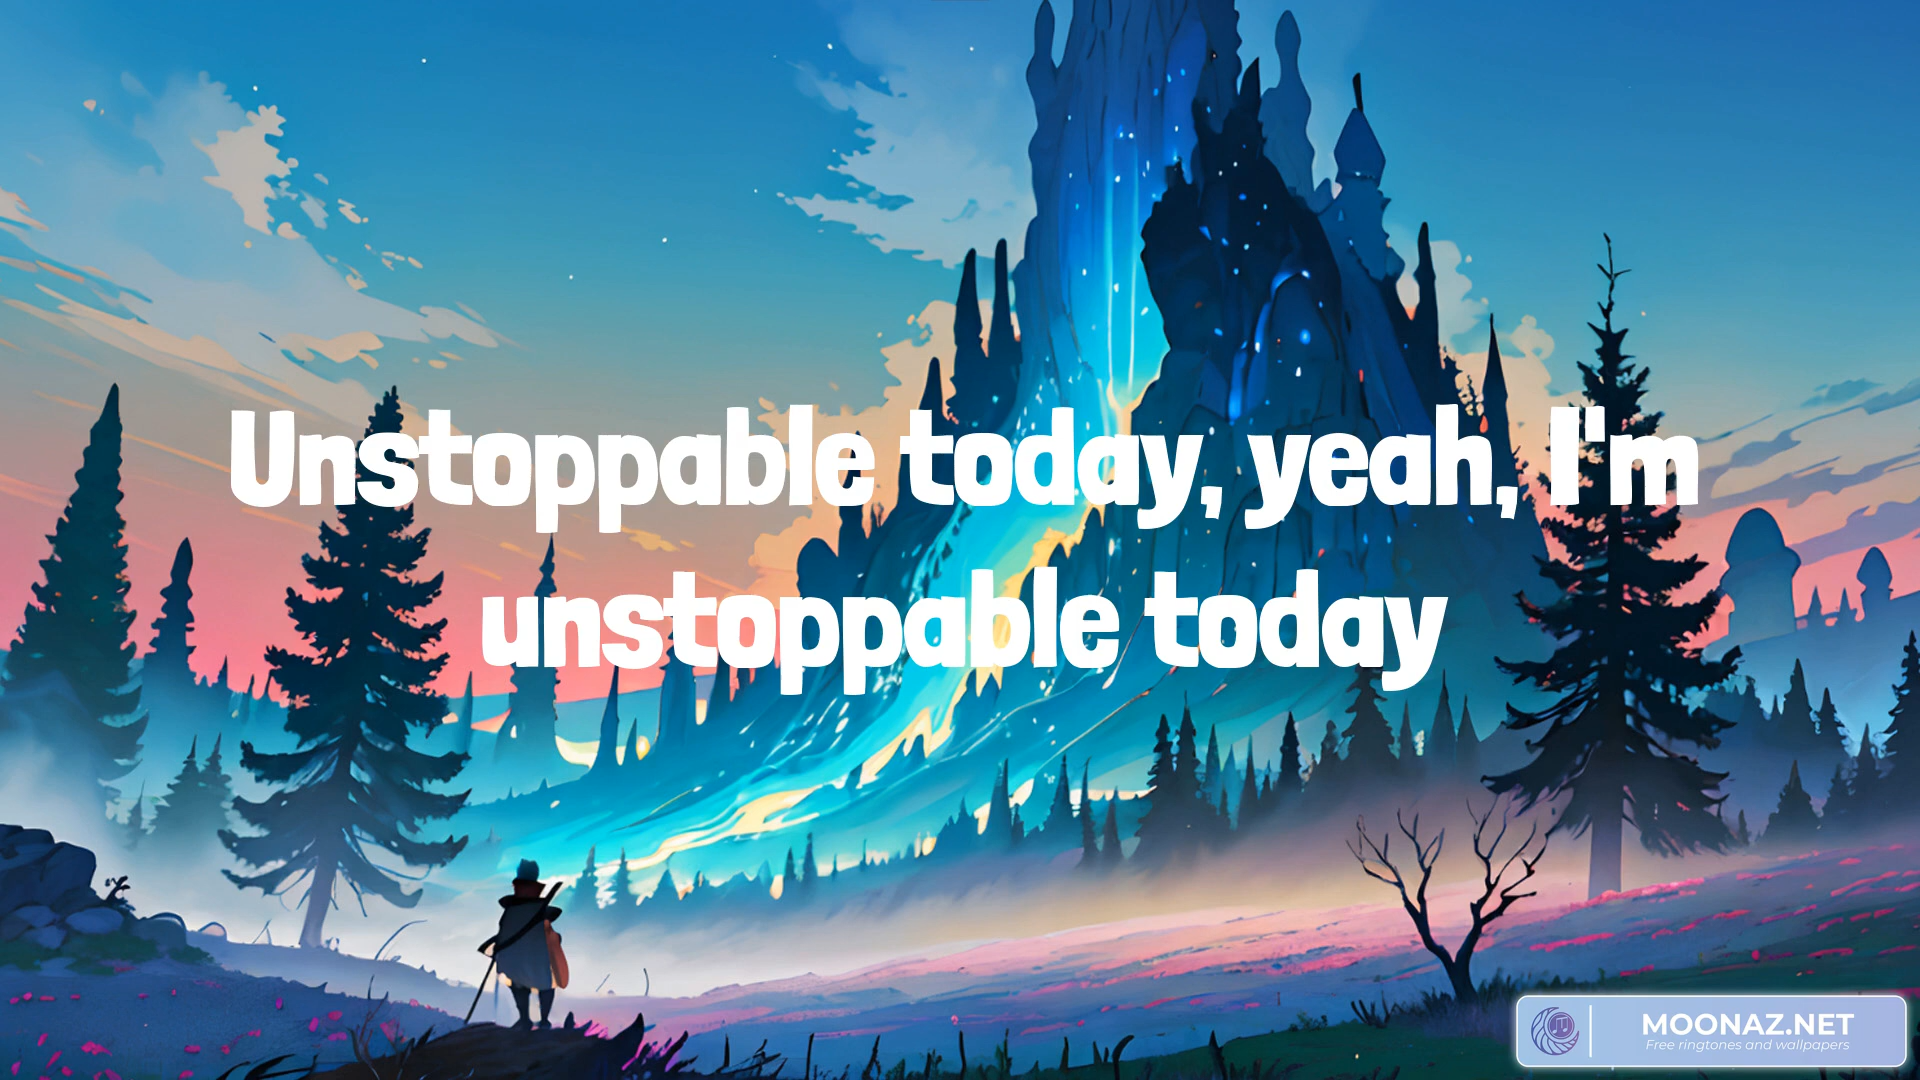 Unstoppable today, yeah, I'm
unstoppable today
MOONAZ.NET
Free ringtones and wallpapers